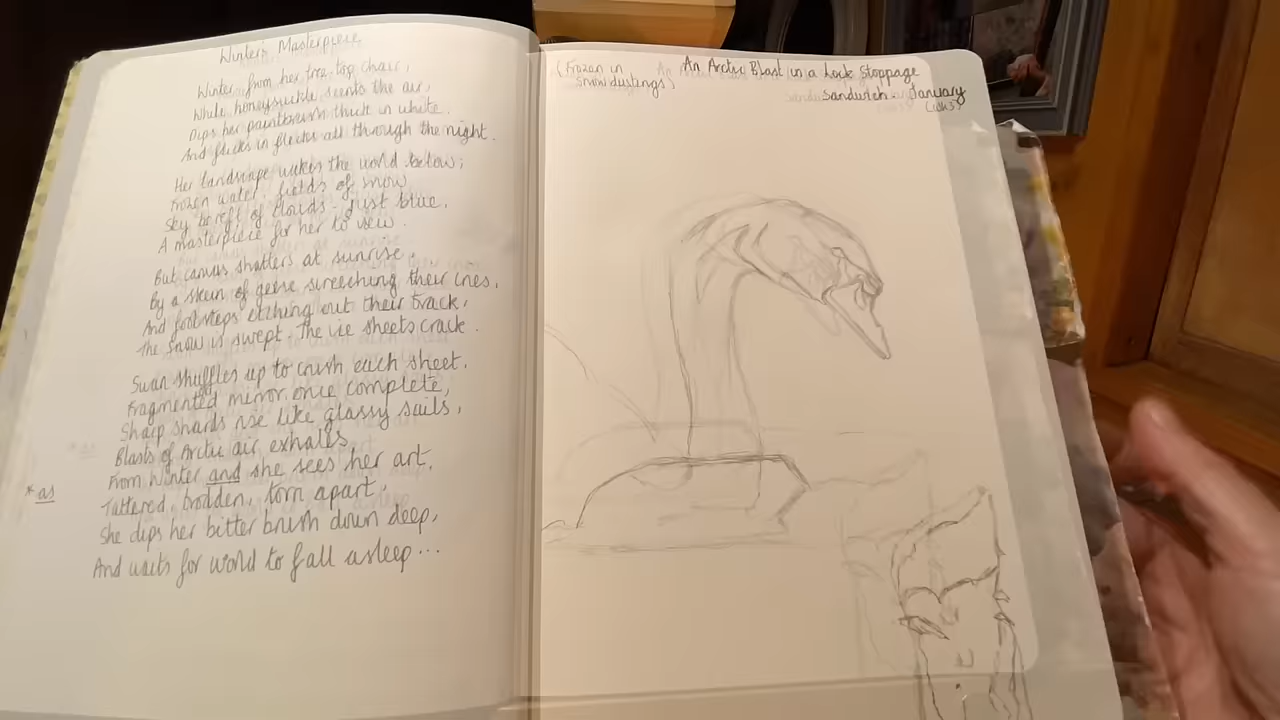 Winter's Masterpiece
Winter from her tree-top chair,
While honeysuckle scents the air,
Dips her paintbrush thick in white.
And flicks in flecks all through the night.
Her landscape wakes the world below;
Frozen water, fields of snow
Sky bereft of clouds - just blue.
A masterpiece for her to view.
But canvas shatters at sunrise,
By a skein of geese screeching their cries,
And footsteps etching out their track,
The snow is swept. The ice sheets crack.
Swan shuffles up to crush each sheet.
Fragmented mirror once complete,
Sharp shards rise like glassy sails,
Blasts of Arctic air exhales
From Winter and she sees her art,
*as
Tattered, trodden, torn apart,
She dips her bitter brush down deep,
And waits for world to fall asleep...
(Frozen in
Snow dustings)
An Arctic Blast in a Lock Stoppage
Sandwich - January